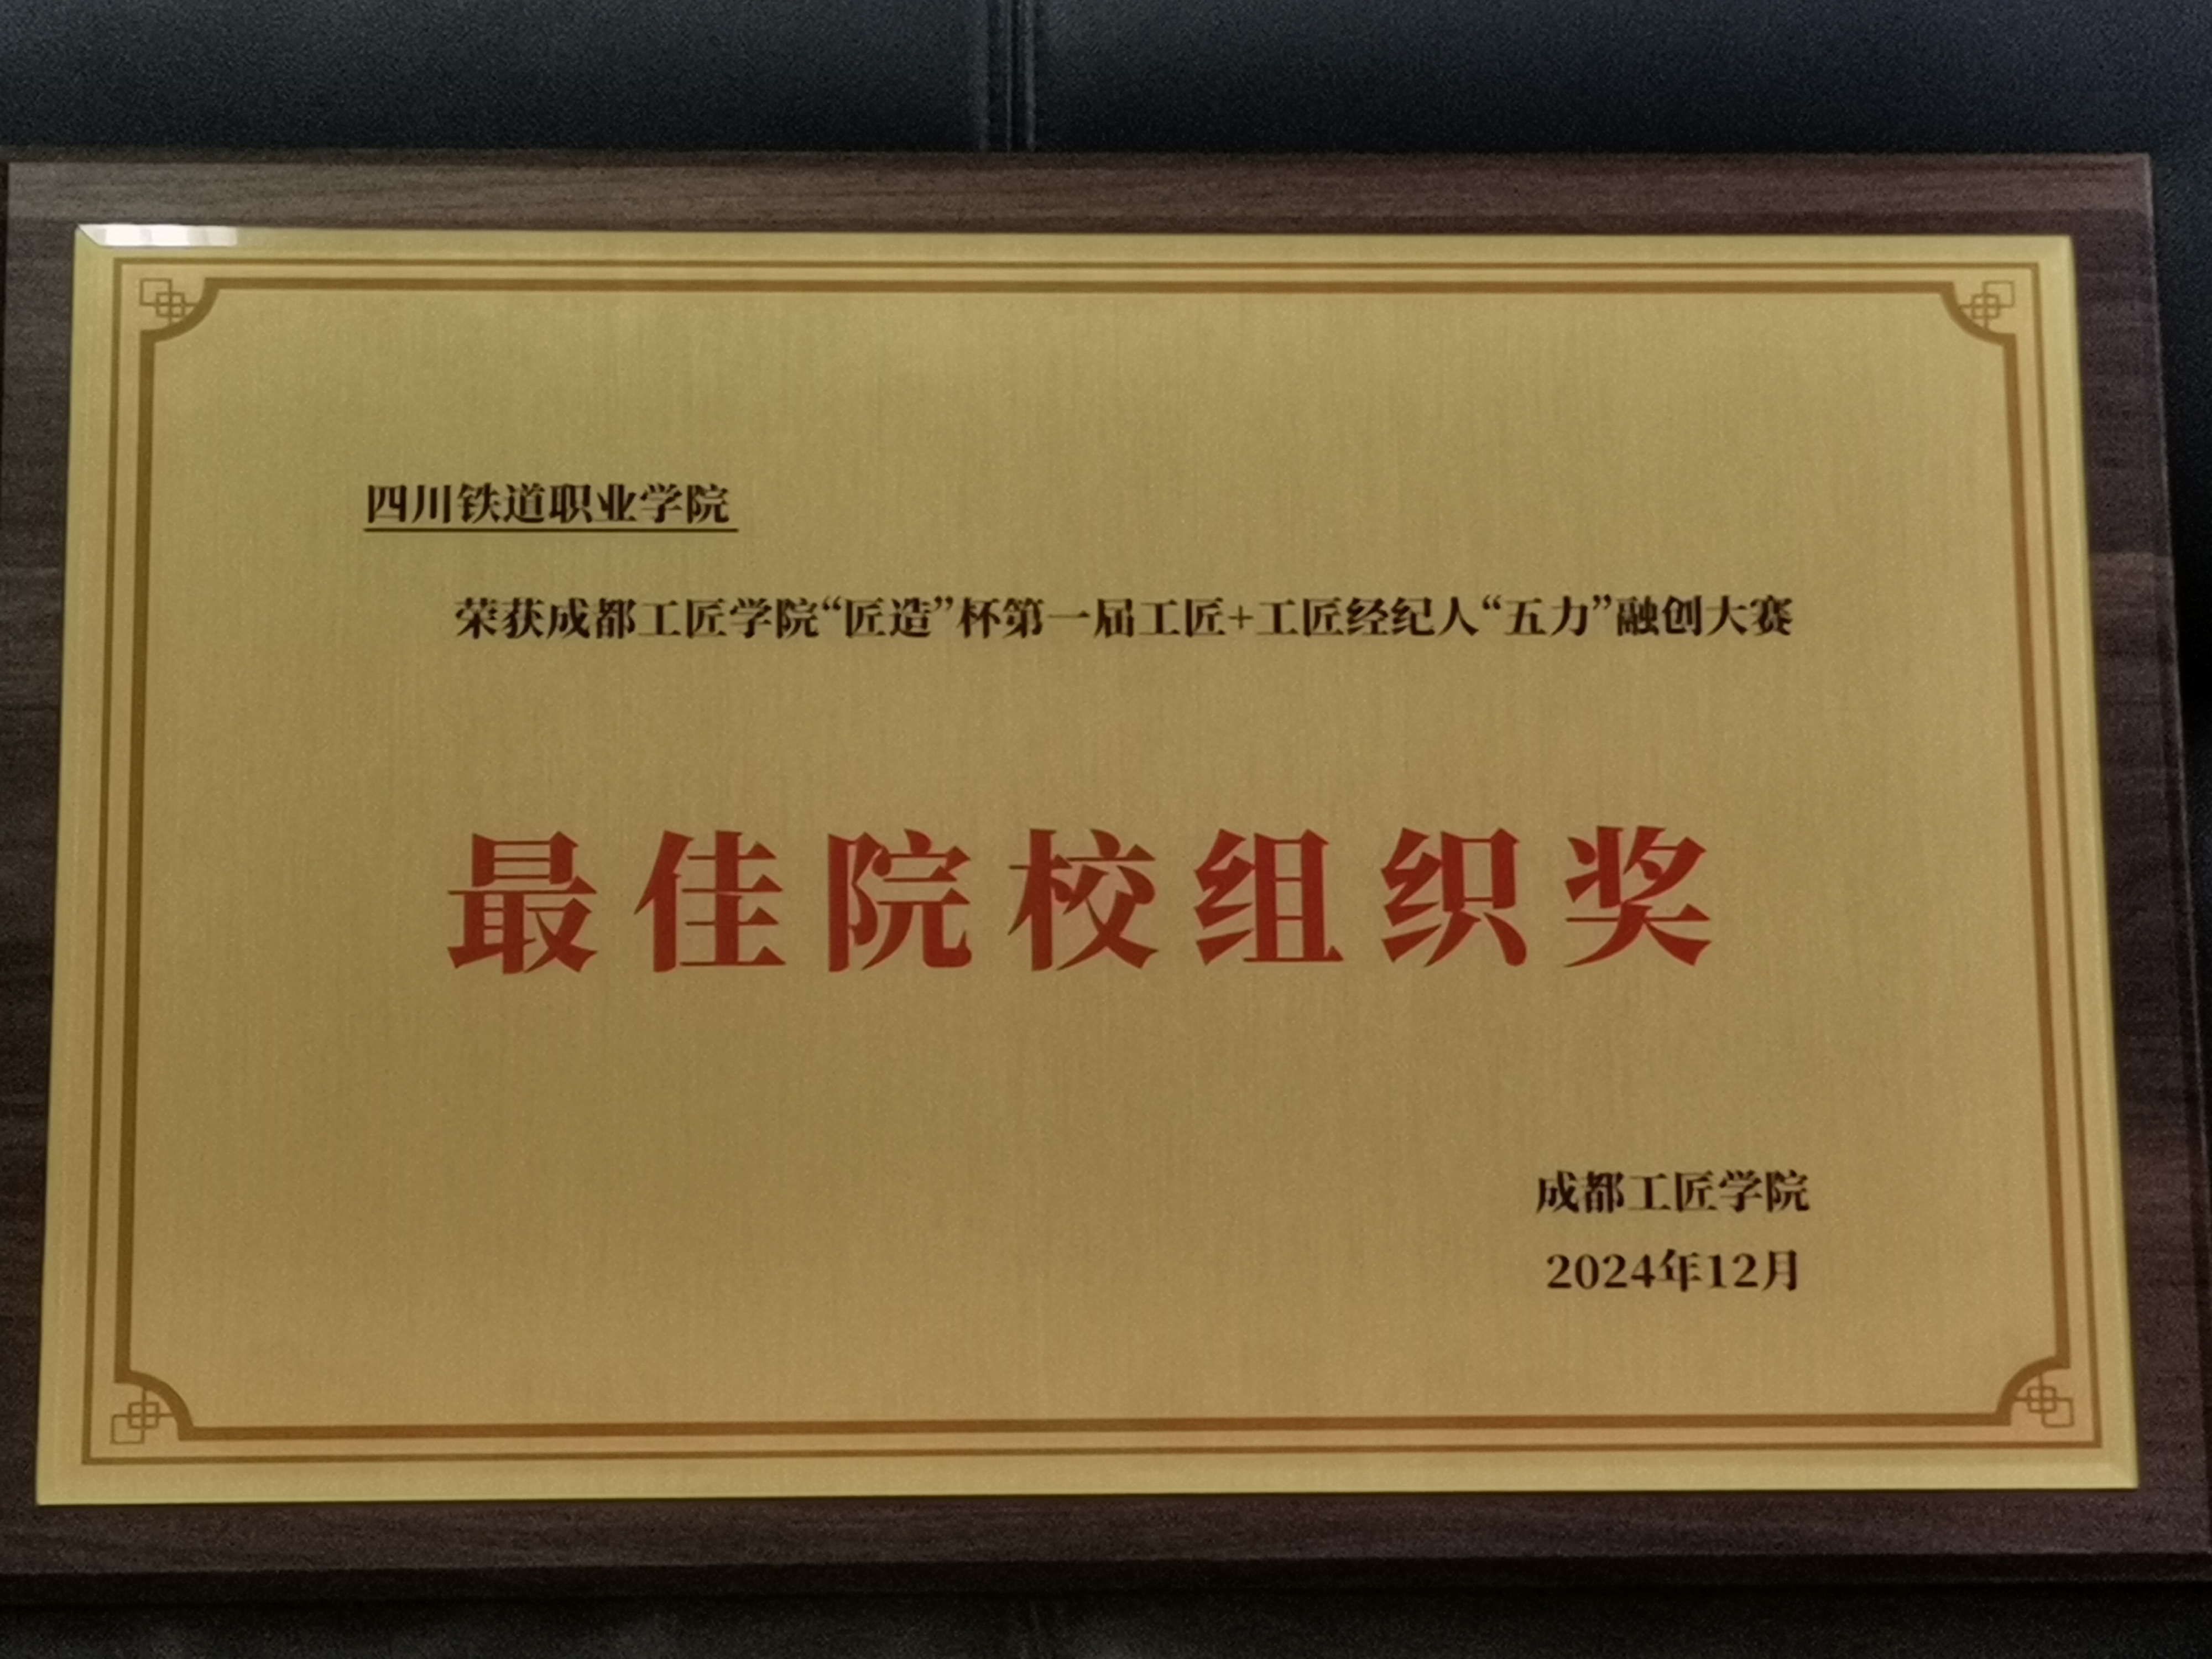 四川铁道职业学院
荣获成都工匠学院“匠造”杯第一届工匠+工匠经纪人“五力”融创大赛
最佳院校组织奖
成都工匠学院
2024年12月